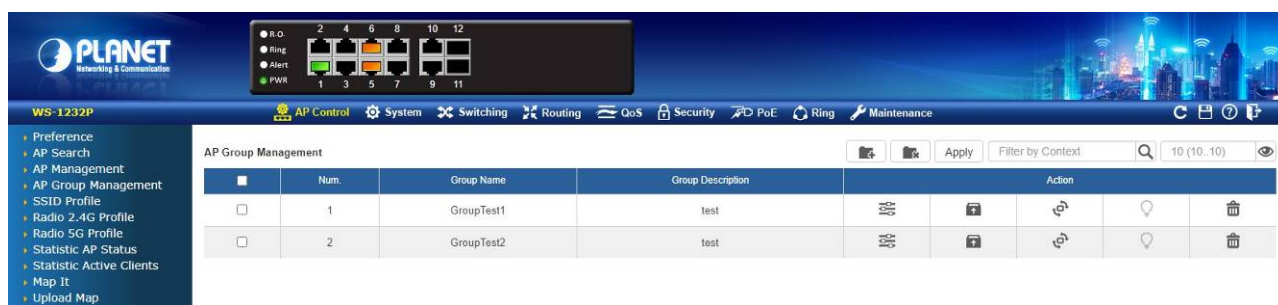 PLANET
Networking & Communication
R.O.
Ring
Alert
PWR
2 4 6 8 10 12
1 3 5 7 9 11
WS-1232P
AP Control System Switching Routing QoS Security PoE Ring Maintenance
Preference
AP Search
AP Management
AP Group Management
SSID Profile
Radio 2.4G Profile
Radio 5G Profile
Statistic AP Status
Statistic Active Clients
Map It
Upload Map
AP Group Management
Apply Filter by Context 10 (10..10)
Num. Group Name Group Description Action
1 GroupTest1 test
2 GroupTest2 test